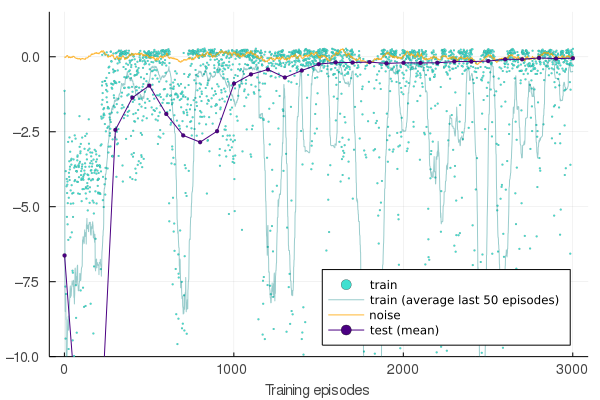 0.0
−2.5
−5.0
−7.5
−10.0
train
train (average last 50 episodes)
noise
test (mean)
0 1000 2000 3000
Training episodes